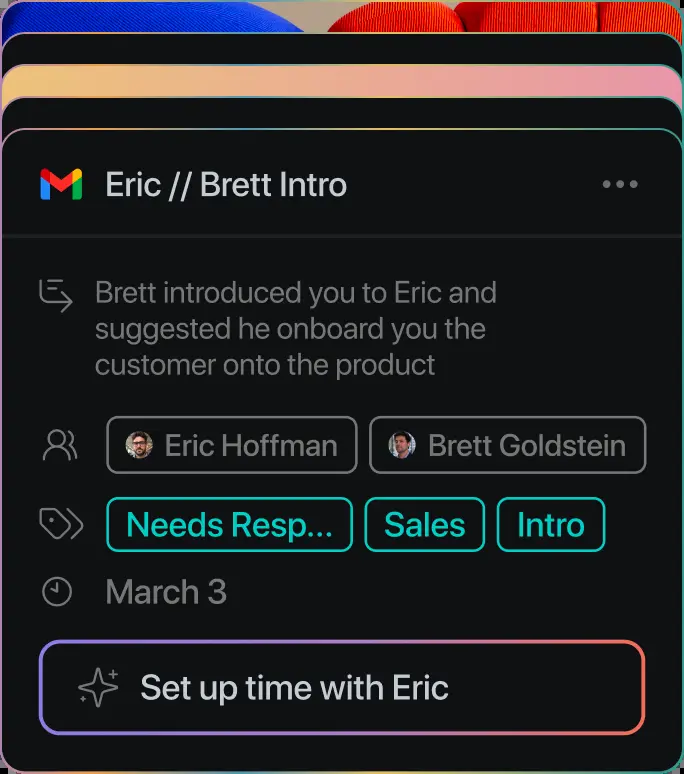 Eric // Brett Intro
Brett introduced you to Eric and
suggested he onboard you the
customer onto the product
Eric Hoffman Brett Goldstein
Needs Resp... Sales Intro
March 3
Set up time with Eric